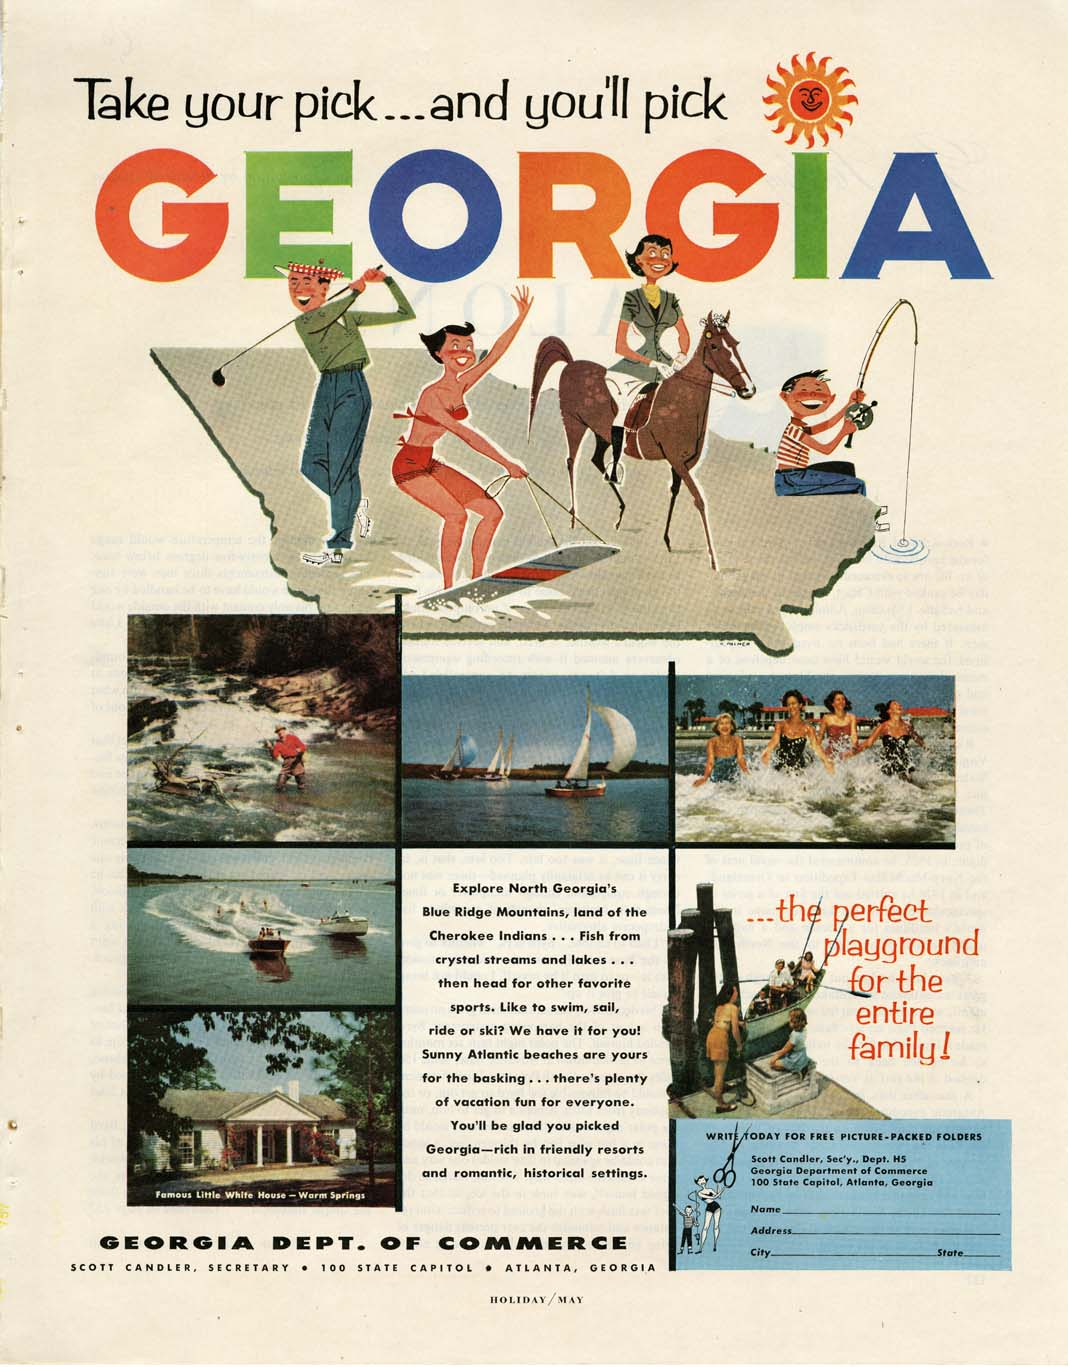 Take your pick...and you'll pick
GEORGIA
K. PALMER
Explore North Georgia's
Blue Ridge Mountains, land of the
Cherokee Indians . . . Fish from
crystal streams and lakes . . .
then head for other favorite
sports. Like to swim, sail,
ride or ski? We have it for you!
Sunny Atlantic beaches are yours
for the basking . . . there's plenty
of vacation fun for everyone.
You'll be glad you picked
Georgia—rich in friendly resorts
and romantic, historical settings.
...the perfect
playground
for the
entire
family!
Famous Little White House — Warm Springs
WRITE TODAY FOR FREE PICTURE-PACKED FOLDERS
Scott Candler, Sec'y., Dept. H5
Georgia Department of Commerce
100 State Capitol, Atlanta, Georgia
Name
Address
City State
GEORGIA DEPT. OF COMMERCE
SCOTT CANDLER, SECRETARY • 100 STATE CAPITOL • ATLANTA, GEORGIA
HOLIDAY/MAY